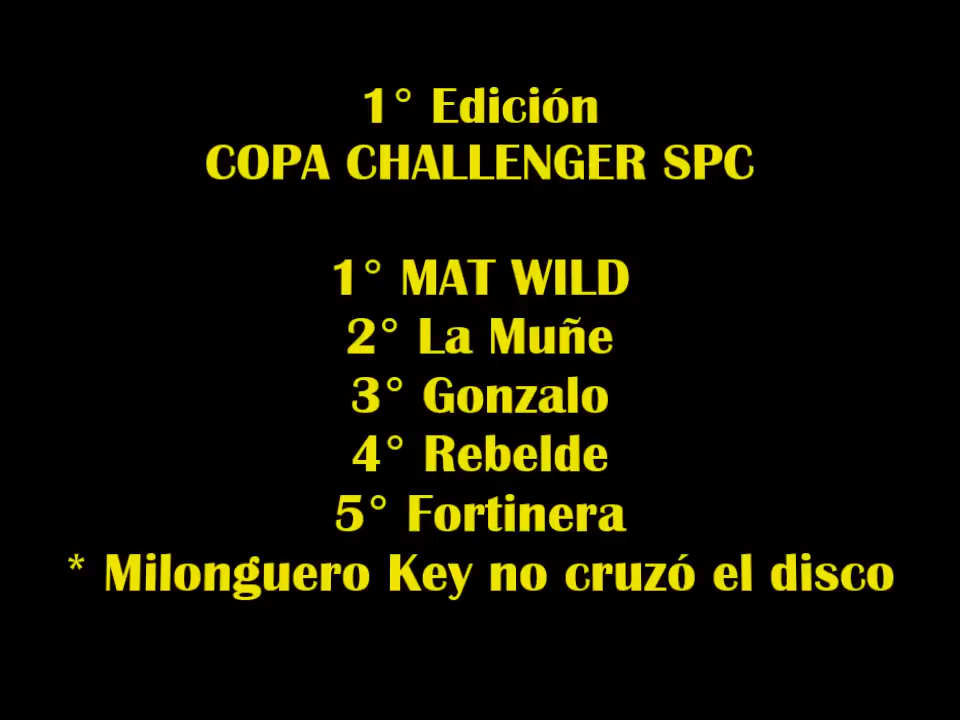 1° Edición
COPA CHALLENGER SPC
1° MAT WILD
2° La Muñe
3° Gonzalo
4° Rebelde
5° Fortinera
* Milonguero Key no cruzó el disco